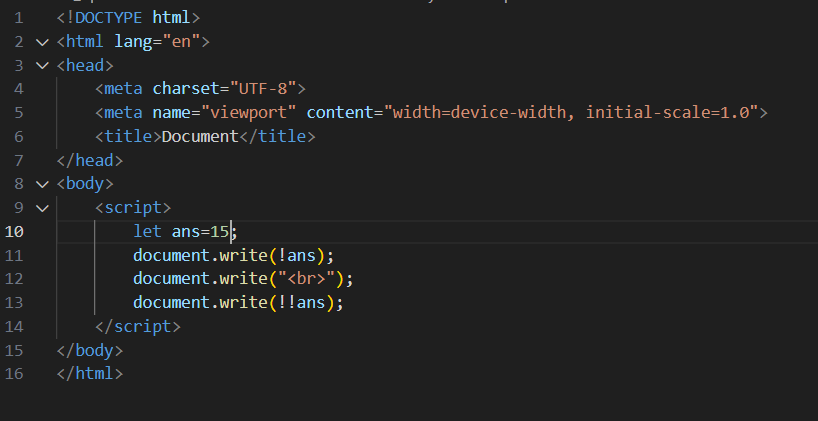 1 <!DOCTYPE html>
2 <html lang="en">
3 <head>
4     <meta charset="UTF-8">
5     <meta name="viewport" content="width=device-width, initial-scale=1.0">
6     <title>Document</title>
7 </head>
8 <body>
9     <script>
10         let ans=15;
11         document.write(!ans);
12         document.write("<br>");
13         document.write(!!ans);
14     </script>
15 </body>
16 </html>